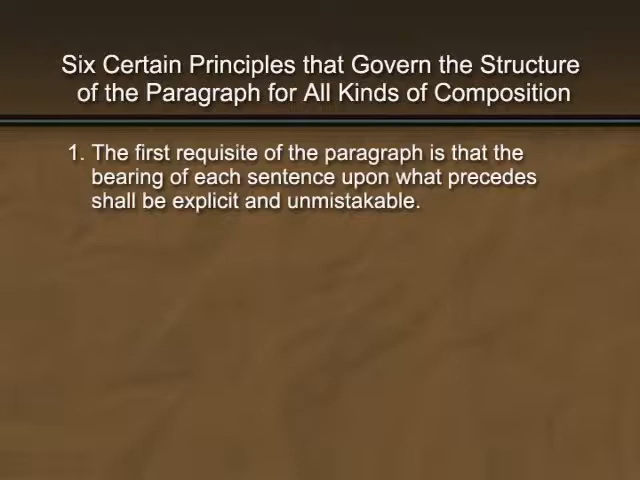 Six Certain Principles that Govern the Structure
of the Paragraph for All Kinds of Composition
1. The first requisite of the paragraph is that the
bearing of each sentence upon what precedes
shall be explicit and unmistakable.